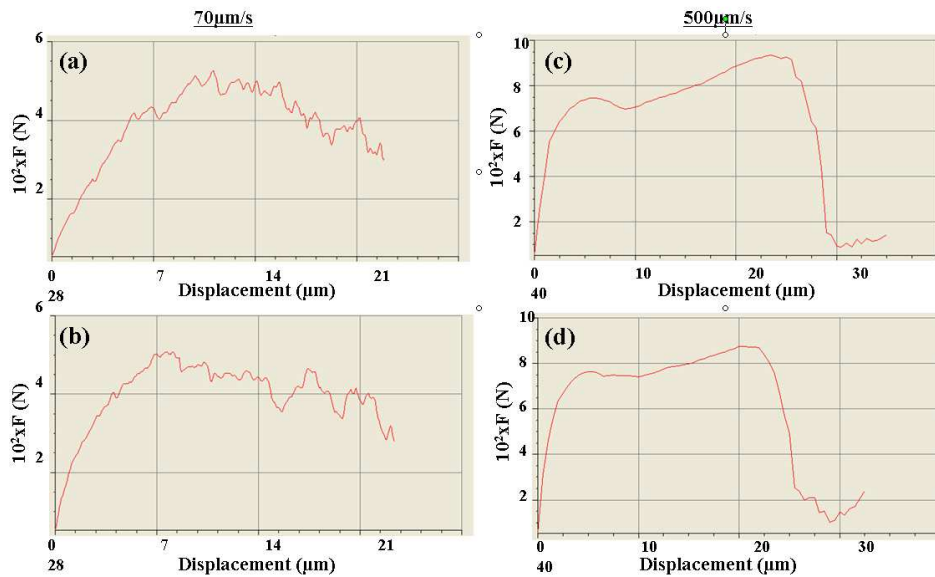 70µm/s
500µm/s
(a)
10²xF (N)
6
4
2
0 7 14 21
28
Displacement (µm)
(c)
10²xF (N)
10
8
6
4
2
0 10 20 30
40
Displacement (µm)
(b)
10²xF (N)
6
4
2
0 7 14 21
28
Displacement (µm)
(d)
10²xF (N)
10
8
6
4
2
0 10 20 30
40
Displacement (µm)